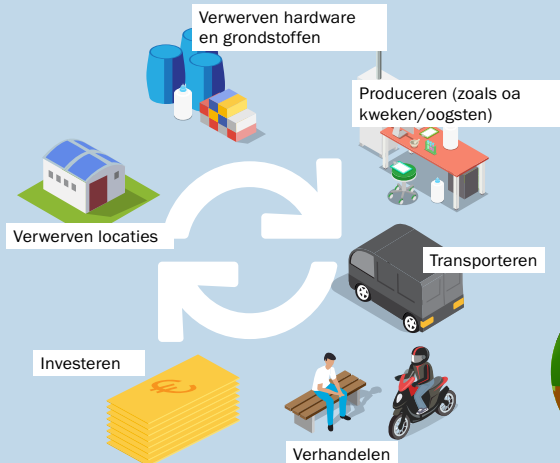 Verwerven hardware
en grondstoffen
Produceren (zoals oa
kweken/oogsten)
Verwerven locaties
Transporteren
Investeren
Verhandelen